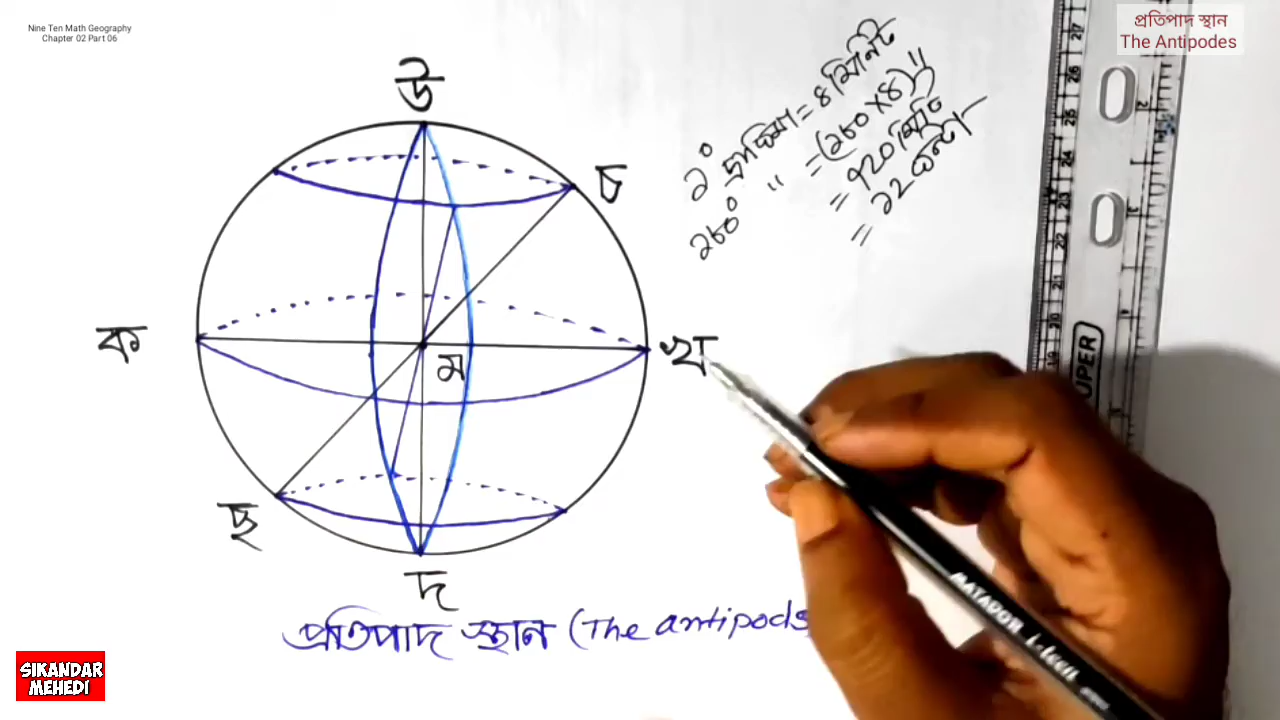 Nine Ten Math Geography
Chapter 02 Part 06
প্রতিপাদ স্থান
The Antipodes
উ
চ
ক
খ
ম
ছ
দ
১° দ্রাঘিমা = ৪ মিনিট
১৮০° " = (১৮০ × ৪) "
= ৭২০ মিনিট
= ১২ ঘন্টা
প্রতিপাদ স্থান (The antipods
SIKANDAR
MEHEDI
SUPER
MATADOR i-teen